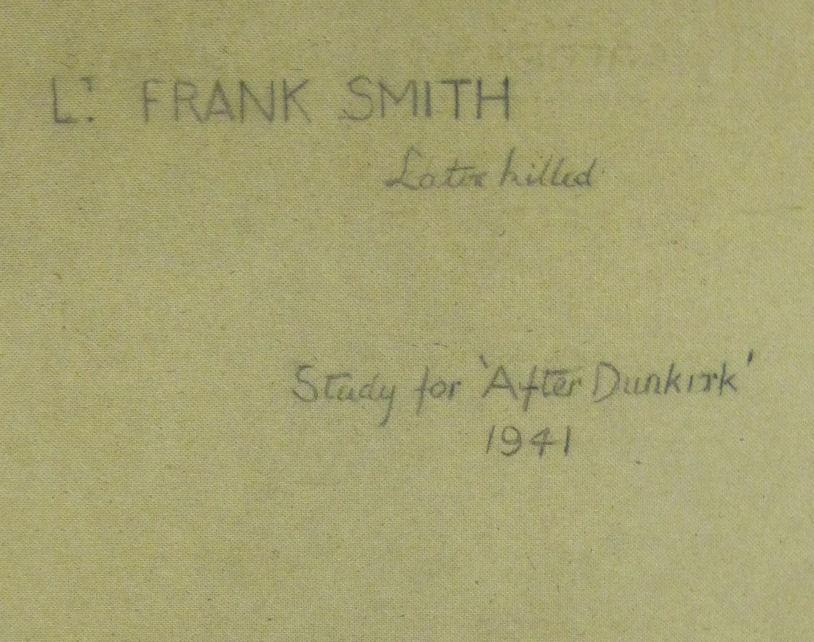 Lᵀ. FRANK SMITH
Later killed
Study for 'After Dunkirk'
1941